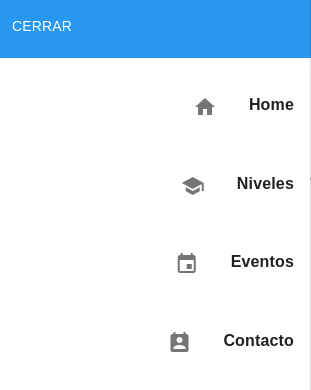 CERRAR
Home
Niveles
Eventos
Contacto